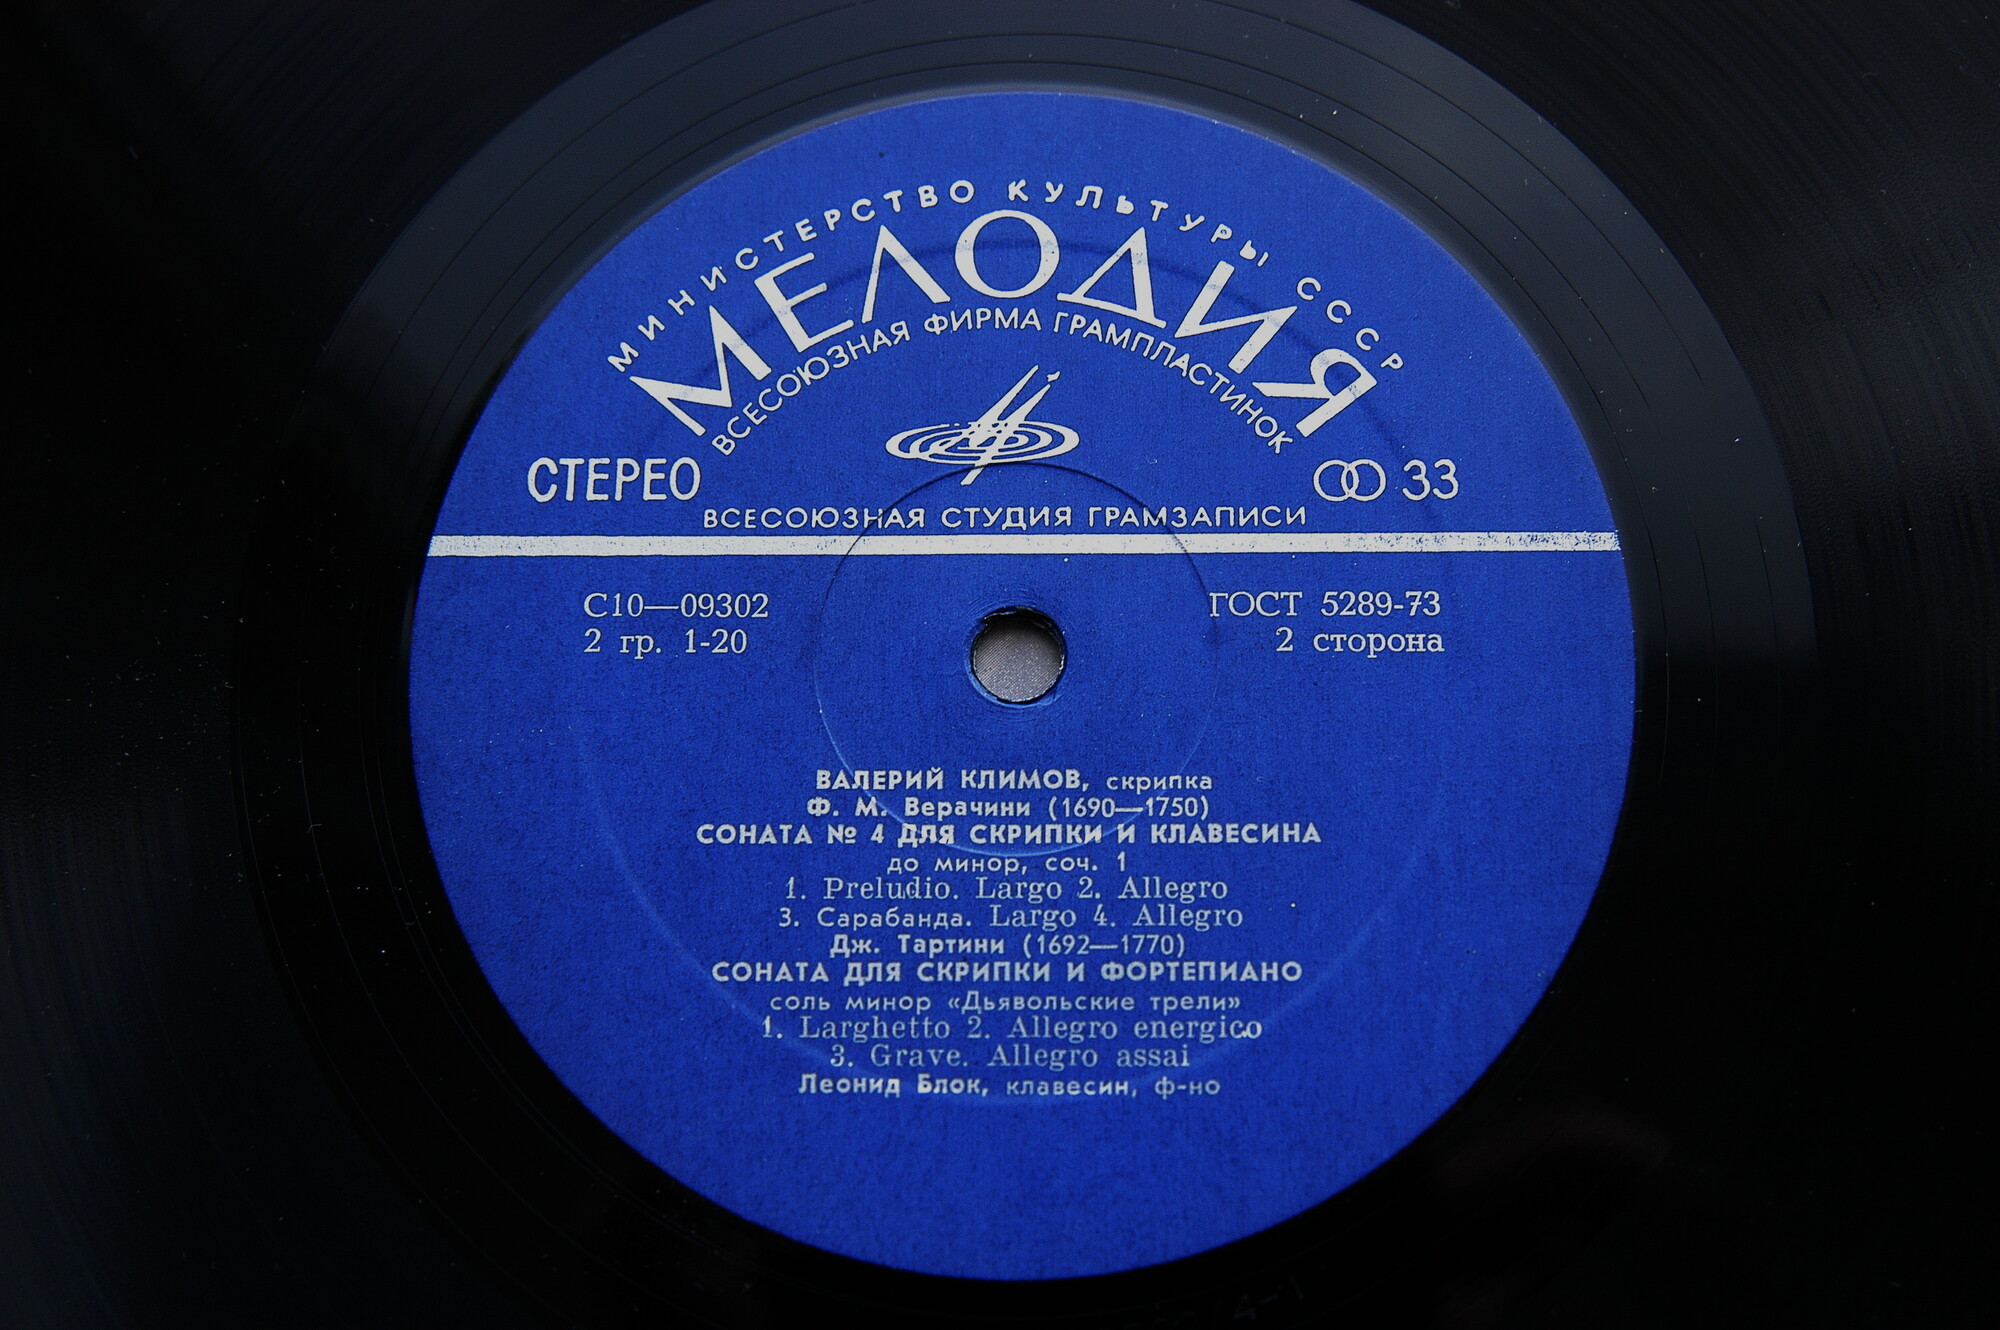 МИНИСТЕРСТВО КУЛЬТУРЫ СССР
МЕЛОДИЯ
ВСЕСОЮЗНАЯ ФИРМА ГРАМПЛАСТИНОК
СТЕРЕО
33
ВСЕСОЮЗНАЯ СТУДИЯ ГРАМЗАПИСИ
С10—09302
ГОСТ 5289-73
2 гр. 1-20
2 сторона
ВАЛЕРИЙ КЛИМОВ, скрипка
Ф. М. Верачини (1690—1750)
СОНАТА № 4 ДЛЯ СКРИПКИ И КЛАВЕСИНА
до минор, соч. 1
1. Preludio. Largo 2. Allegro
3. Сарабанда. Largo 4. Allegro
Дж. Тартини (1692—1770)
СОНАТА ДЛЯ СКРИПКИ И ФОРТЕПИАНО
соль минор «Дьявольские трели»
1. Larghetto 2. Allegro energico
3. Grave. Allegro assai
Леонид Блок, клавесин, ф-но